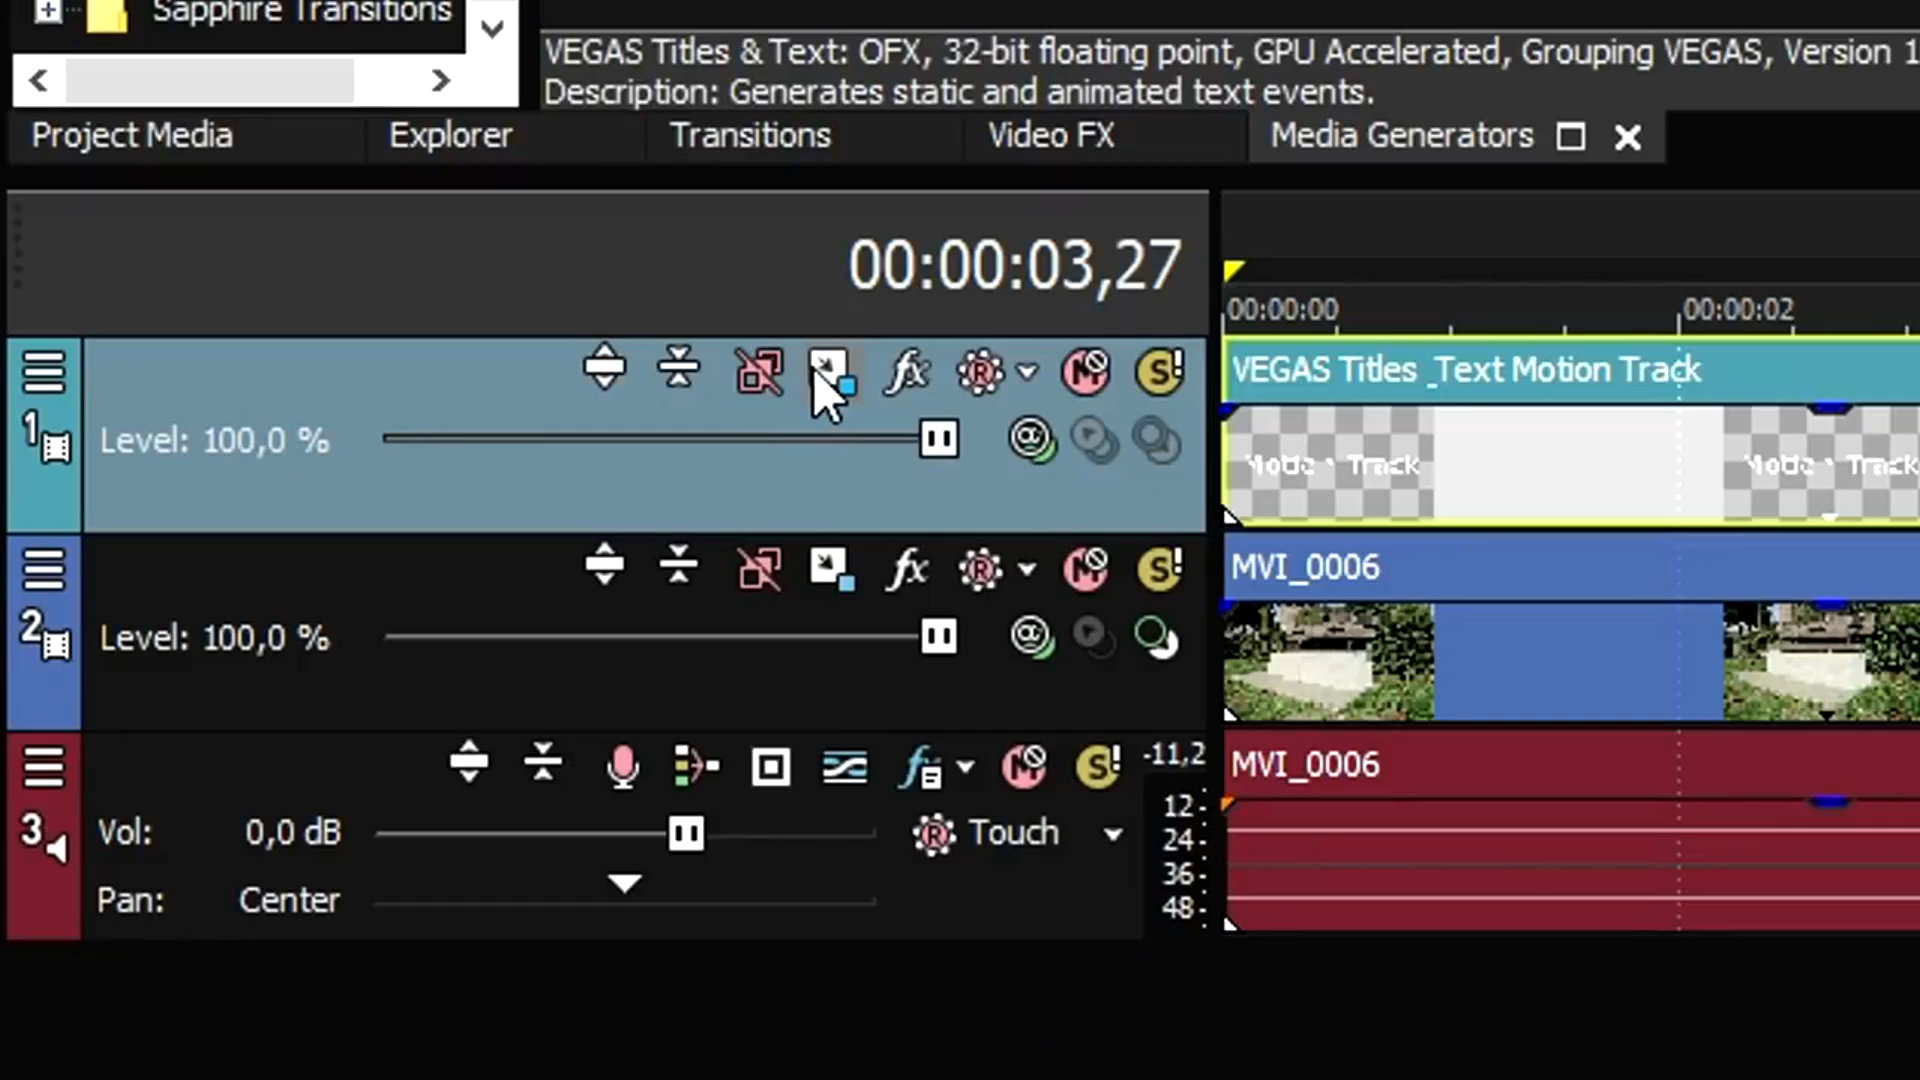 Sapphire Transitions
VEGAS Titles & Text: OFX, 32-bit floating point, GPU Accelerated, Grouping VEGAS, Version 1
Description: Generates static and animated text events.
Project Media
Explorer
Transitions
Video FX
Media Generators
00:00:03,27
00:00:00
00:00:02
1
Level: 100,0 %
VEGAS Titles _Text Motion Track
Track
Track
2
Level: 100,0 %
MVI_0006
3
Vol:
0,0 dB
Touch
Pan:
Center
-11,2
12
24
36
48
MVI_0006